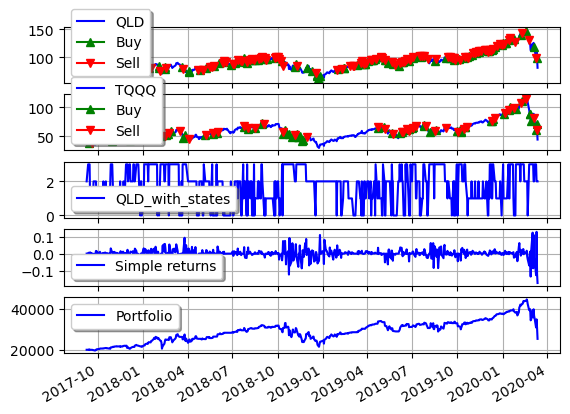 150
100
QLD
Buy
Sell
100
50
TQQQ
Buy
Sell
2
0
QLD_with_states
0.1
0.0
−0.1
Simple returns
40000
20000
Portfolio
2017-10 2018-01 2018-04 2018-07 2018-10 2019-01 2019-04 2019-07 2019-10 2020-01 2020-04